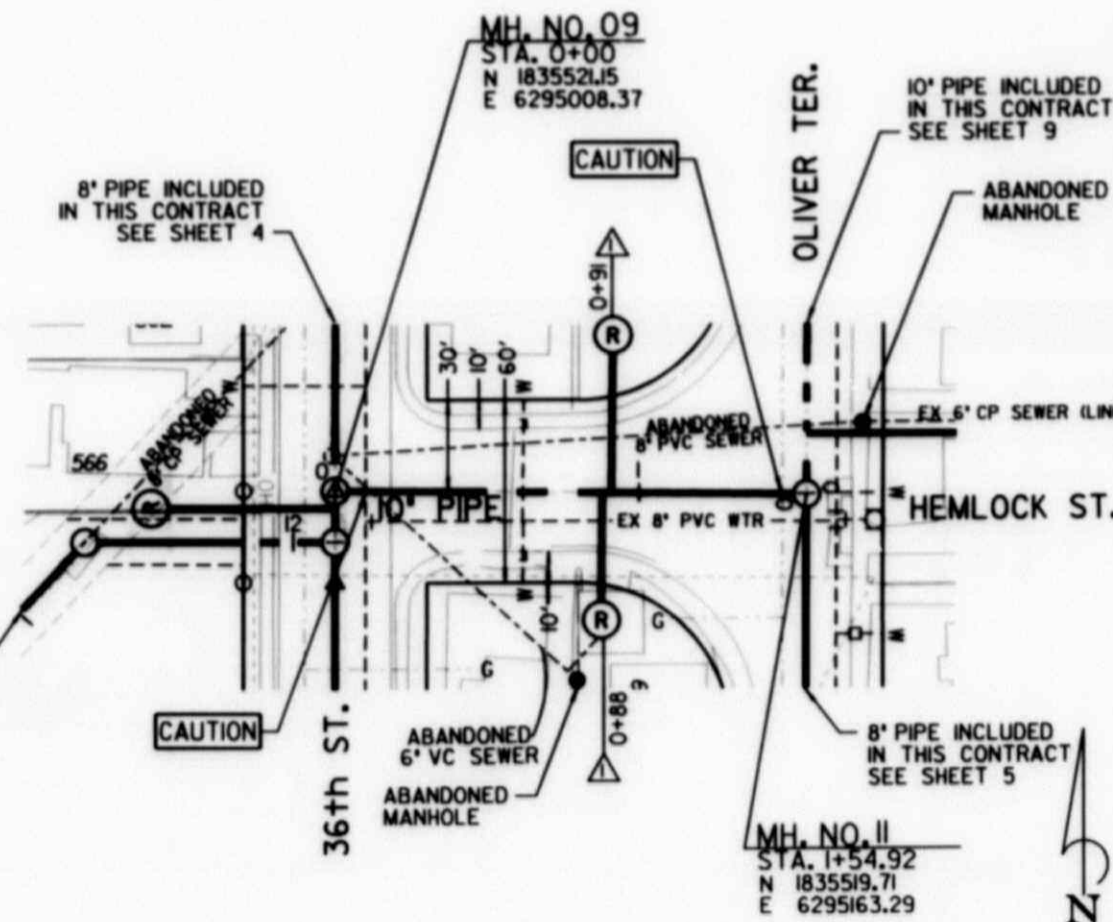 MH. NO. 09
STA. 0+00
N 1835521.15
E 6295008.37
OLIVER TER.
10" PIPE INCLUDED
IN THIS CONTRACT
SEE SHEET 9
CAUTION
ABANDONED
MANHOLE
8" PIPE INCLUDED
IN THIS CONTRACT
SEE SHEET 4
1
0+91
R
30'
10'
60'
W
W
ABANDONED
SEWER
ABANDONED
8" PVC SEWER
EX 6" CP SEWER (LIN
566
R
10" PIPE
12
EX 8" PVC WTR
W
HEMLOCK ST.
W
10'
R
G
G
W
CAUTION
36th ST.
ABANDONED
6" VC SEWER
ABANDONED
MANHOLE
0+88
1
8" PIPE INCLUDED
IN THIS CONTRACT
SEE SHEET 5
MH. NO. 11
STA. 1+54.92
N 1835519.71
E 6295163.29
N